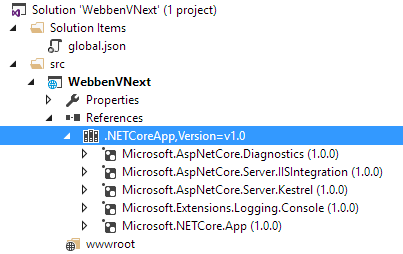 Solution 'WebbenVNext' (1 project)
Solution Items
global.json
src
WebbenVNext
Properties
References
.NETCoreApp,Version=v1.0
Microsoft.AspNetCore.Diagnostics (1.0.0)
Microsoft.AspNetCore.Server.IISIntegration (1.0.0)
Microsoft.AspNetCore.Server.Kestrel (1.0.0)
Microsoft.Extensions.Logging.Console (1.0.0)
Microsoft.NETCore.App (1.0.0)
wwwroot